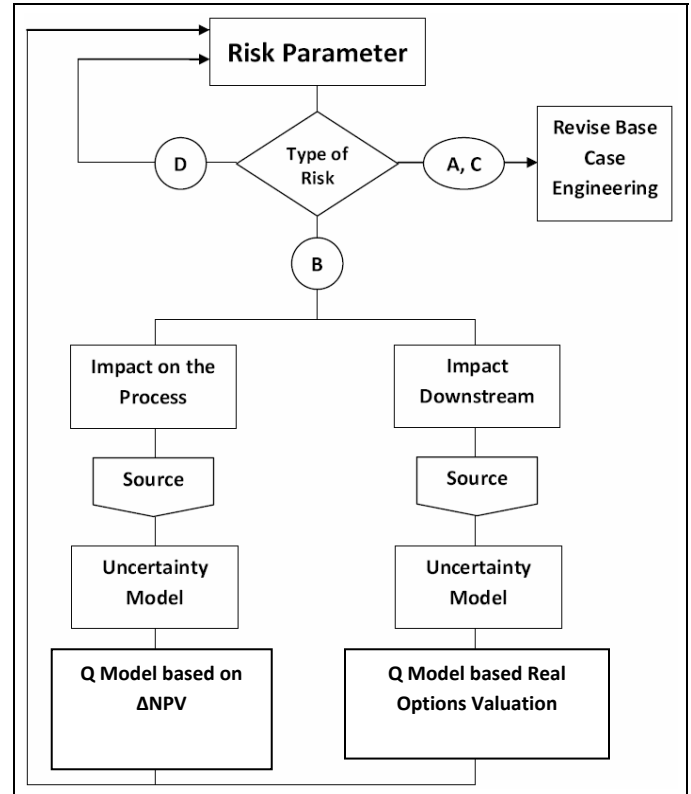 Risk Parameter
Type of
Risk
D
A, C
Revise Base
Case
Engineering
B
Impact on the
Process
Impact
Downstream
Source
Source
Uncertainty
Model
Uncertainty
Model
Q Model based on
ΔNPV
Q Model based Real
Options Valuation